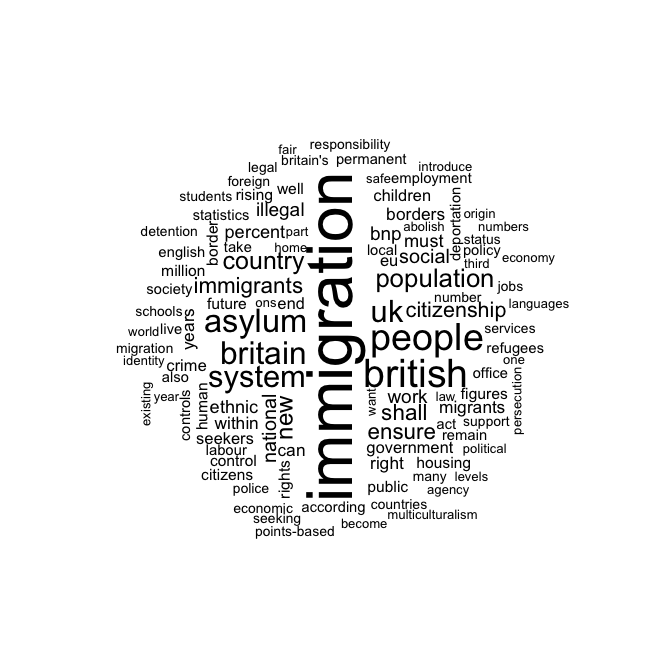 responsibility
fair
britain's permanent
legal
introduce
foreign
safe employment
students rising well
children
statistics illegal
borders
deportation
origin
detention
border
percent part
bnp
abolish
must
numbers
status
english
take
home
local
social
policy
million
country
eu
third
economy
society immigrants
population
jobs
future ons end
number
languages
schools
years
asylum
immigration
uk citizenship
world live
people services
migration
britain
refugees
identity
crime
system
british
one
also
office
persecution
existing
year
controls
human
want
work law figures
ethnic
national
new
shall migrants
within
ensure act support
seekers
remain
labour
can
government political
control
right housing
citizens
rights
many levels
police
public
agency
economic according countries
seeking
become
multiculturalism
points-based